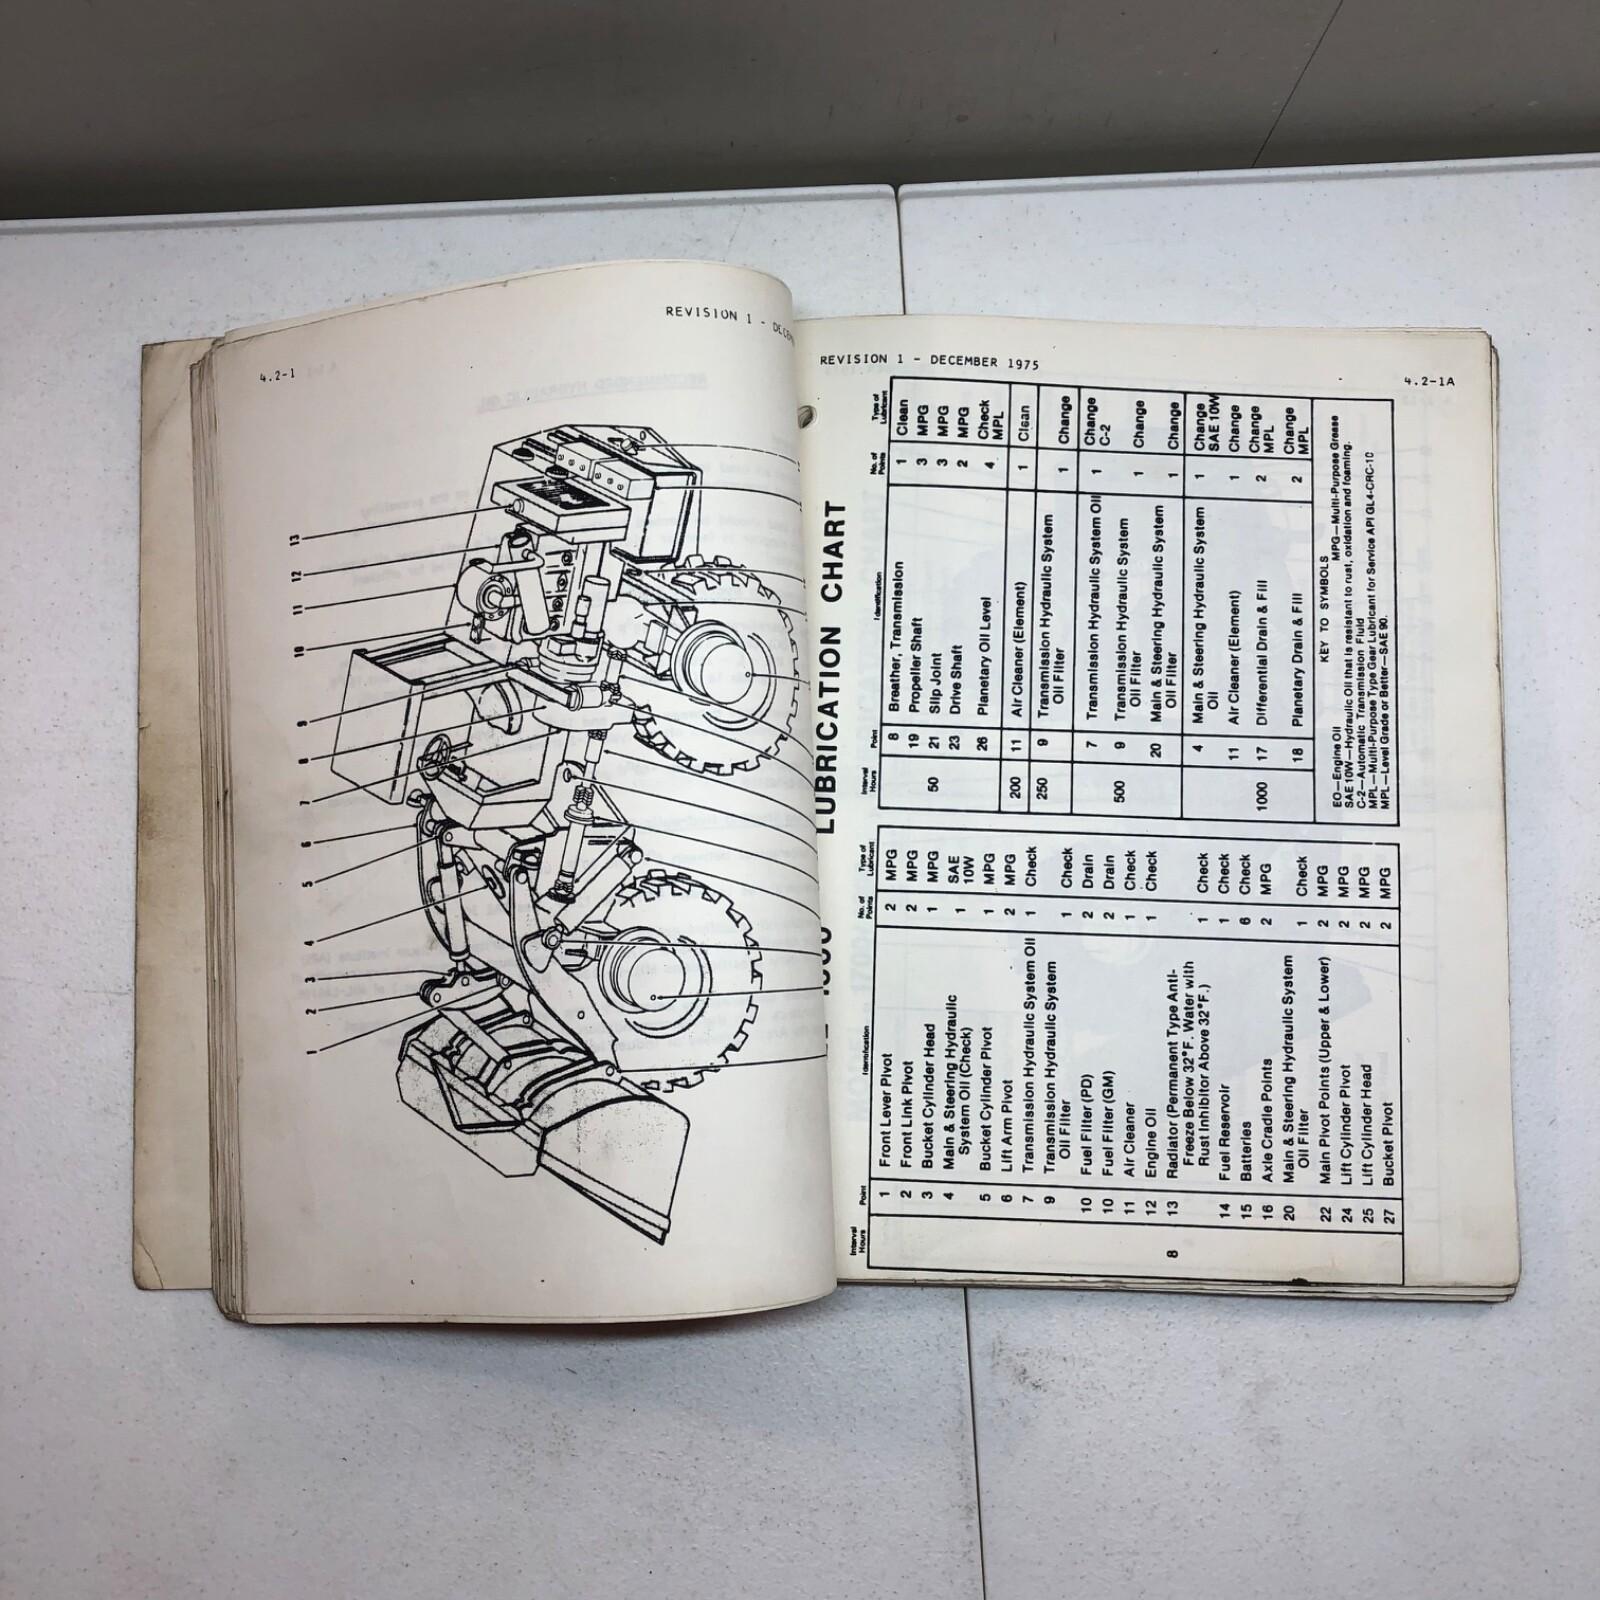 REVISION 1 -
4.2-1
13
12
11
10
9
8
7
6
5
4
3
2
1
REVISION 1 - DECEMBER 1975
4.2-1A
LUBRICATION CHART
Interval Hours Point Identification No. of Points Type of Lubricant
8
1 Front Lever Pivot 2 MPG
2 Front Link Pivot 2 MPG
3 Bucket Cylinder Head 1 MPG
4 Main & Steering Hydraulic
System Oil (Check) 1 SAE 10W
5 Bucket Cylinder Pivot 1 MPG
6 Lift Arm Pivot 2 MPG
7 Transmission Hydraulic System Oil 1 Check
9 Transmission Hydraulic System
Oil Filter 1 Check
10 Fuel Filter (PD) 2 Drain
10 Fuel Filter (GM) 2 Drain
11 Air Cleaner 1 Check
12 Engine Oil 1 Check
13 Radiator (Permanent Type Anti-
Freeze Below 32°F. Water with
Rust Inhibitor Above 32°F.) 1 Check
14 Fuel Reservoir 1 Check
15 Batteries 6 Check
16 Axle Cradle Points 2 MPG
20 Main & Steering Hydraulic System
Oil Filter 1 Check
22 Main Pivot Points (Upper & Lower) 2 MPG
24 Lift Cylinder Pivot 2 MPG
25 Lift Cylinder Head 2 MPG
27 Bucket Pivot 2 MPG
Interval Hours Point Identification No. of Points Type of Lubricant
50
8 Breather, Transmission 1 Clean
19 Propeller Shaft 3 MPG
21 Slip Joint 3 MPG
23 Drive Shaft 2 MPG
26 Planetary Oil Level 4 Check MPL
200 11 Air Cleaner (Element) 1 Clean
250 9 Transmission Hydraulic System
Oil Filter 1 Change
500
7 Transmission Hydraulic System Oil 1 Change C-2
9 Transmission Hydraulic System
Oil Filter 1 Change
20 Main & Steering Hydraulic System
Oil Filter 1 Change
1000
4 Main & Steering Hydraulic System
Oil 1 Change SAE 10W
11 Air Cleaner (Element) 1 Change
17 Differential Drain & Fill 2 Change MPL
18 Planetary Drain & Fill 2 Change MPL
KEY TO SYMBOLS
EO—Engine Oil MPG—Multi-Purpose Grease
SAE 10W—Hydraulic Oil that is resistant to rust, oxidation and foaming.
C-2—Automatic Transmission Fluid
MPL—Multi-Purpose Type Gear Lubricant for Service API GL4-CRC-10
MPL—Level Grade or Better—SAE 90.